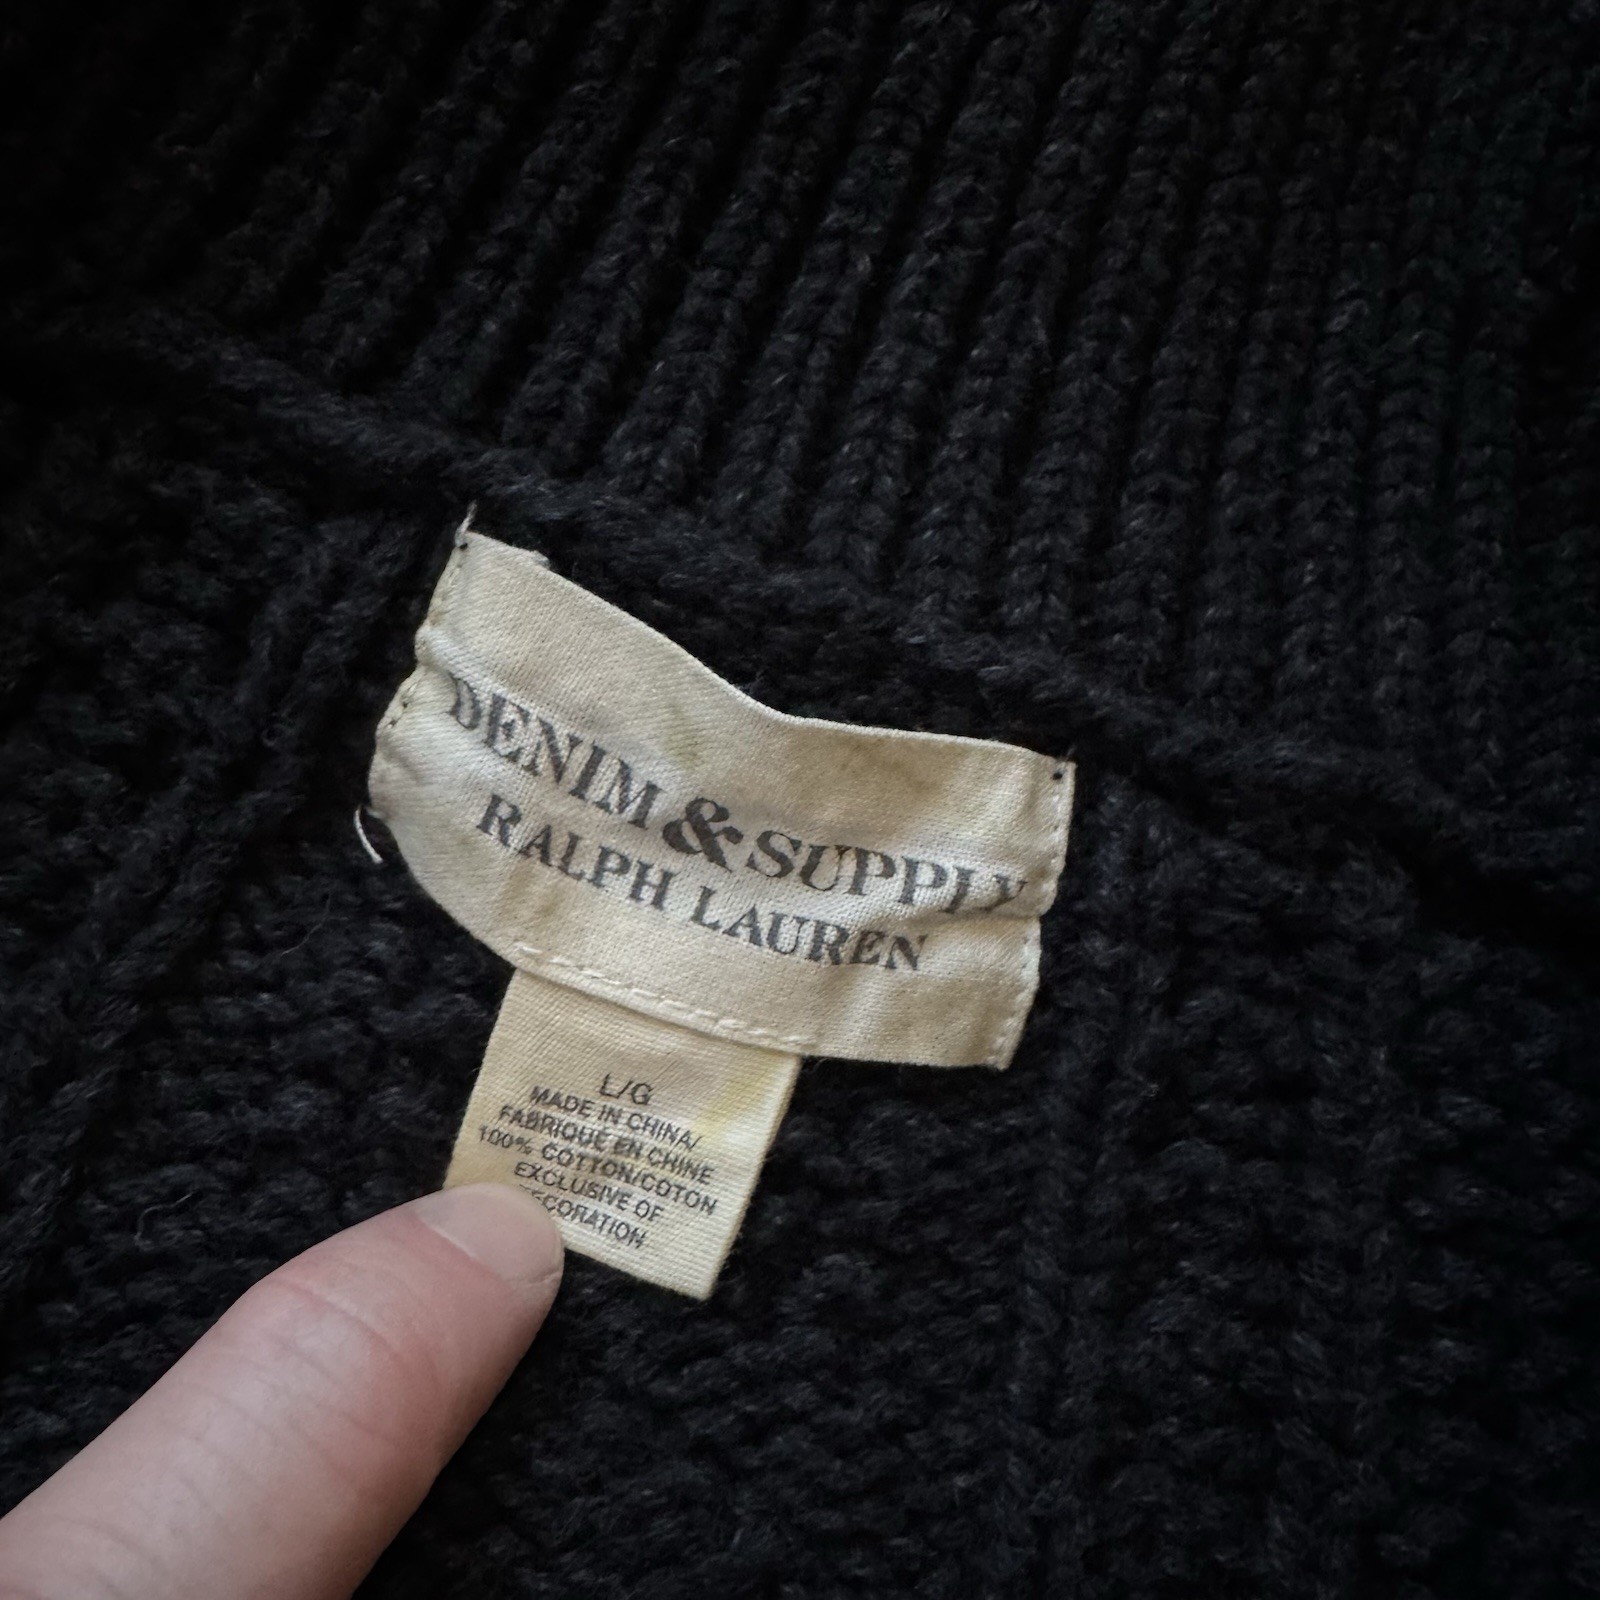 DENIM & SUPPLY
RALPH LAUREN
L/G
MADE IN CHINA/
FABRIQUÉ EN CHINE
100% COTTON/COTON
EXCLUSIVE OF
DECORATION